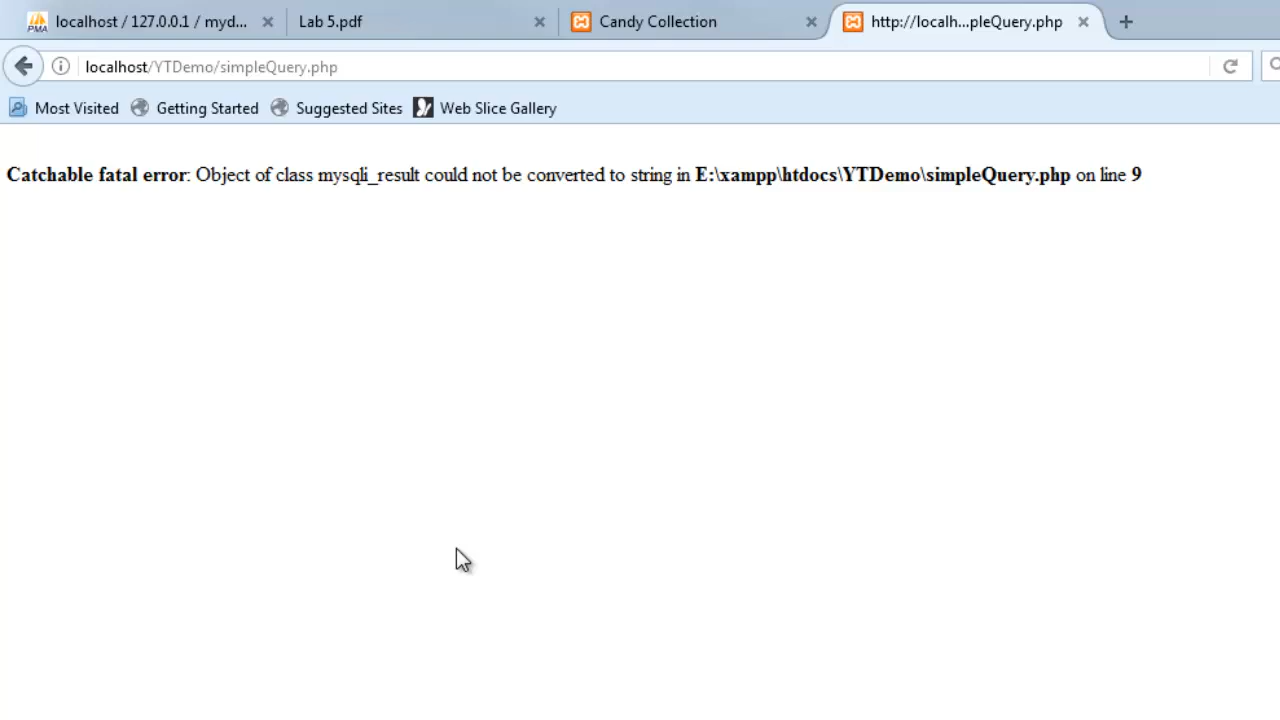 localhost / 127.0.0.1 / myd... Lab 5.pdf Candy Collection http://localh...pleQuery.php
PMA
localhost/YTDemo/simpleQuery.php
Most Visited Getting Started Suggested Sites Web Slice Gallery
Catchable fatal error: Object of class mysqli_result could not be converted to string in E:\xampp\htdocs\YTDemo\simpleQuery.php on line 9